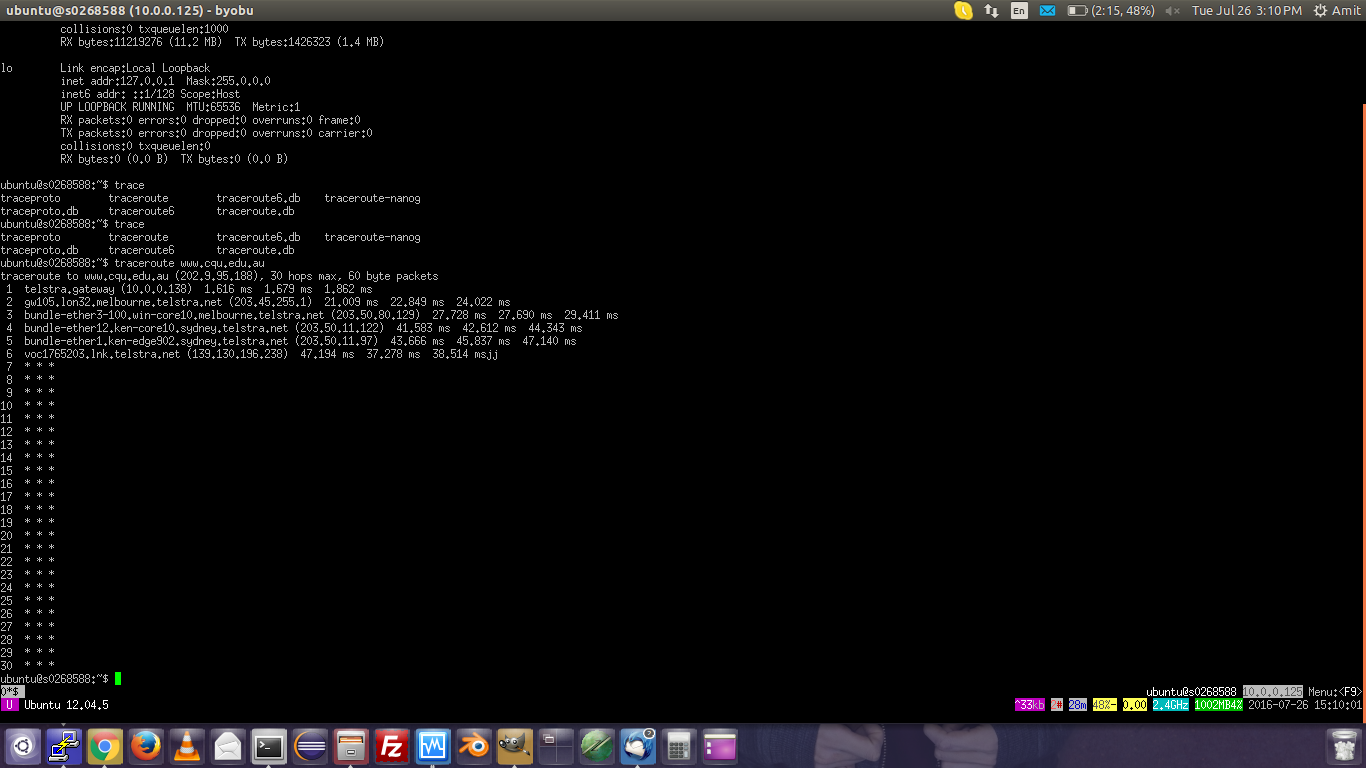 ubuntu@s0268588 (10.0.0.125) - byobu
En (2:15, 48%) Tue Jul 26 3:10 PM Amit
collisions:0 txqueuelen:1000
RX bytes:11219276 (11.2 MB)  TX bytes:1426323 (1.4 MB)
lo        Link encap:Local Loopback
inet addr:127.0.0.1  Mask:255.0.0.0
inet6 addr: ::1/128 Scope:Host
UP LOOPBACK RUNNING  MTU:65536  Metric:1
RX packets:0 errors:0 dropped:0 overruns:0 frame:0
TX packets:0 errors:0 dropped:0 overruns:0 carrier:0
collisions:0 txqueuelen:0
RX bytes:0 (0.0 B)  TX bytes:0 (0.0 B)
ubuntu@s0268588:~$ trace
traceproto        traceroute        traceroute6.db    traceroute-nanog
traceproto.db     traceroute6       traceroute.db
ubuntu@s0268588:~$ trace
traceproto        traceroute        traceroute6.db    traceroute-nanog
traceproto.db     traceroute6       traceroute.db
ubuntu@s0268588:~$ traceroute www.cqu.edu.au
traceroute to www.cqu.edu.au (202.9.95.188), 30 hops max, 60 byte packets
1  telstra.gateway (10.0.0.138)  1.616 ms  1.679 ms  1.862 ms
2  gw105.lon32.melbourne.telstra.net (203.45.255.1)  21.009 ms  22.849 ms  24.022 ms
3  bundle-ether3-100.win-core10.melbourne.telstra.net (203.50.80.129)  27.728 ms  27.690 ms  29.411 ms
4  bundle-ether12.ken-core10.sydney.telstra.net (203.50.11.122)  41.583 ms  42.612 ms  44.343 ms
5  bundle-ether1.ken-edge902.sydney.telstra.net (203.50.11.97)  43.666 ms  45.837 ms  47.140 ms
6  voc1765203.lnk.telstra.net (139.130.196.238)  47.194 ms  37.278 ms  38.514 msjj
7  * * *
8  * * *
9  * * *
10  * * *
11  * * *
12  * * *
13  * * *
14  * * *
15  * * *
16  * * *
17  * * *
18  * * *
19  * * *
20  * * *
21  * * *
22  * * *
23  * * *
24  * * *
25  * * *
26  * * *
27  * * *
28  * * *
29  * * *
30  * * *
ubuntu@s0268588:~$
0*$ ubuntu@s0268588 10.0.0.125 Menu:<F9>
U Ubuntu 12.04.5 ^33kb 2# 28m 48%- 0.00 2.4GHz 1002MB4% 2016-07-26 15:10:01